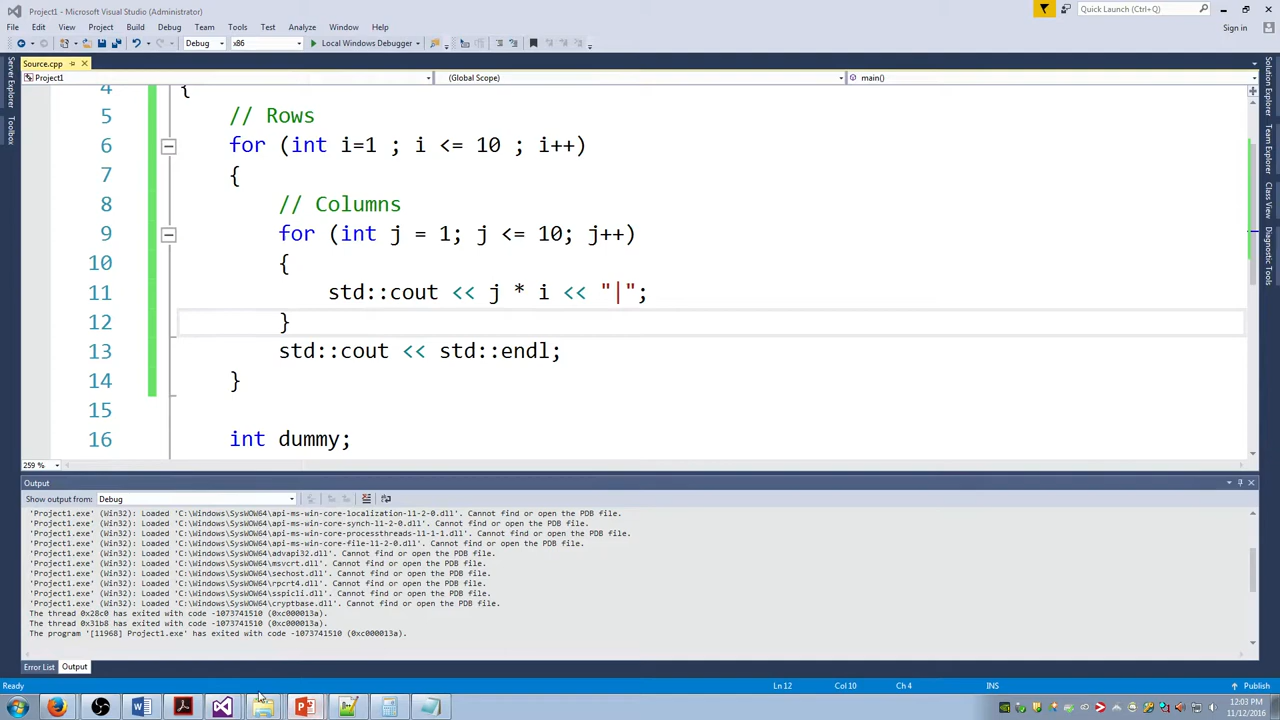 Project1 - Microsoft Visual Studio (Administrator)
Quick Launch (Ctrl+Q)
File Edit View Project Build Debug Team Tools Test Analyze Window Help
Sign in
Debug x86 Local Windows Debugger
Source.cpp
Project1 (Global Scope) main()
4 {
5 // Rows
6 for (int i=1 ; i <= 10 ; i++)
7 {
8 // Columns
9 for (int j = 1; j <= 10; j++)
10 {
11 std::cout << j * i << "|";
12 }
13 std::cout << std::endl;
14 }
15
16 int dummy;
259 %
Server Explorer
Toolbox
Solution Explorer
Team Explorer
Class View
Diagnostic Tools
Output
Show output from: Debug
'Project1.exe' (Win32): Loaded 'C:\Windows\SysWOW64\api-ms-win-core-localization-l1-2-0.dll'. Cannot find or open the PDB file.
'Project1.exe' (Win32): Loaded 'C:\Windows\SysWOW64\api-ms-win-core-synch-l1-2-0.dll'. Cannot find or open the PDB file.
'Project1.exe' (Win32): Loaded 'C:\Windows\SysWOW64\api-ms-win-core-processthreads-l1-1-1.dll'. Cannot find or open the PDB file.
'Project1.exe' (Win32): Loaded 'C:\Windows\SysWOW64\api-ms-win-core-file-l1-2-0.dll'. Cannot find or open the PDB file.
'Project1.exe' (Win32): Loaded 'C:\Windows\SysWOW64\advapi32.dll'. Cannot find or open the PDB file.
'Project1.exe' (Win32): Loaded 'C:\Windows\SysWOW64\msvcrt.dll'. Cannot find or open the PDB file.
'Project1.exe' (Win32): Loaded 'C:\Windows\SysWOW64\sechost.dll'. Cannot find or open the PDB file.
'Project1.exe' (Win32): Loaded 'C:\Windows\SysWOW64\rpcrt4.dll'. Cannot find or open the PDB file.
'Project1.exe' (Win32): Loaded 'C:\Windows\SysWOW64\sspicli.dll'. Cannot find or open the PDB file.
'Project1.exe' (Win32): Loaded 'C:\Windows\SysWOW64\cryptbase.dll'. Cannot find or open the PDB file.
The thread 0x28c0 has exited with code -1073741510 (0xc000013a).
The thread 0x31b8 has exited with code -1073741510 (0xc000013a).
The program '[11968] Project1.exe' has exited with code -1073741510 (0xc000013a).
Error List Output
Ready Ln 12 Col 10 Ch 4 INS Publish
12:03 PM
11/12/2016